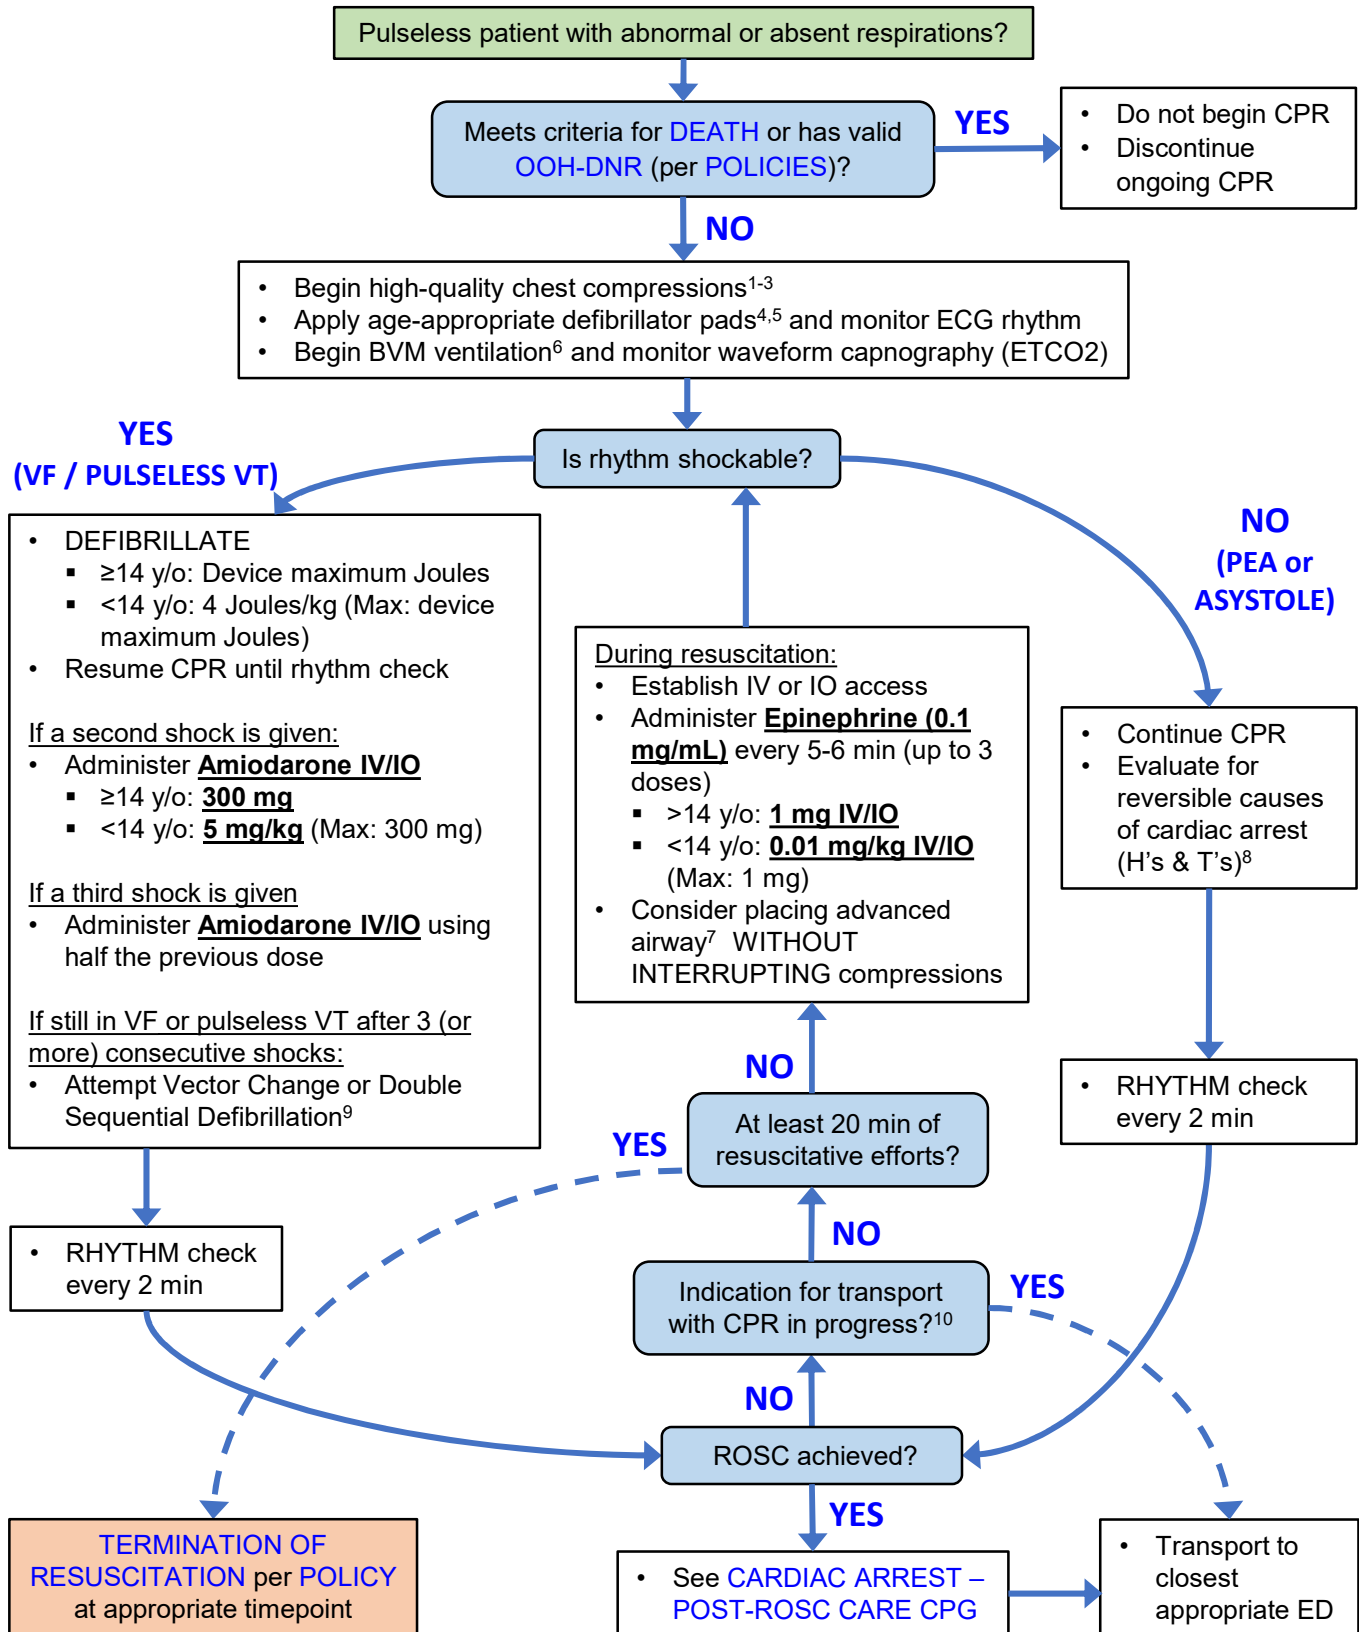 Pulseless patient with abnormal or absent respirations?
Meets criteria for DEATH or has valid
OOH-DNR (per POLICIES)?
YES
• Do not begin CPR
• Discontinue
ongoing CPR
NO
• Begin high-quality chest compressions1-3
• Apply age-appropriate defibrillator pads4,5 and monitor ECG rhythm
• Begin BVM ventilation6 and monitor waveform capnography (ETCO2)
Is rhythm shockable?
YES
(VF / PULSELESS VT)
• DEFIBRILLATE
▪ ≥14 y/o: Device maximum Joules
▪ <14 y/o: 4 Joules/kg (Max: device
maximum Joules)
• Resume CPR until rhythm check
If a second shock is given:
• Administer Amiodarone IV/IO
▪ ≥14 y/o: 300 mg
▪ <14 y/o: 5 mg/kg (Max: 300 mg)
If a third shock is given
• Administer Amiodarone IV/IO using
half the previous dose
If still in VF or pulseless VT after 3 (or
more) consecutive shocks:
• Attempt Vector Change or Double
Sequential Defibrillation9
• RHYTHM check
every 2 min
NO
(PEA or
ASYSTOLE)
• Continue CPR
• Evaluate for
reversible causes
of cardiac arrest
(H's & T's)8
• RHYTHM check
every 2 min
During resuscitation:
• Establish IV or IO access
• Administer Epinephrine (0.1
mg/mL) every 5-6 min (up to 3
doses)
▪ >14 y/o: 1 mg IV/IO
▪ <14 y/o: 0.01 mg/kg IV/IO
(Max: 1 mg)
• Consider placing advanced
airway7 WITHOUT
INTERRUPTING compressions
NO
At least 20 min of
resuscitative efforts?
YES
NO
Indication for transport
with CPR in progress?10
YES
NO
ROSC achieved?
YES
TERMINATION OF
RESUSCITATION per POLICY
at appropriate timepoint
• See CARDIAC ARREST –
POST-ROSC CARE CPG
• Transport to
closest
appropriate ED